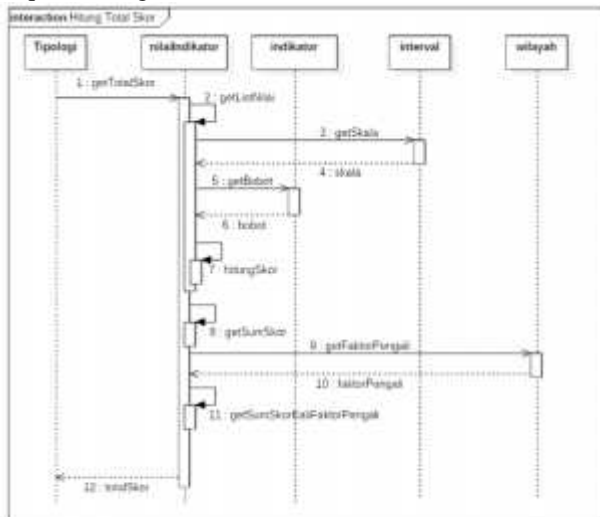 interaction Hitung Total Skor
Tipologi
nilaiIndikator
indikator
interval
wilayah
1 : getTotalSkor
2 : getListNilai
3 : getSkala
4 : skala
5 : getBobot
6 : bobot
7 : hitungSkor
8 : getSumSkor
9 : getFaktorPengali
10 : faktorPengali
11 : getSumSkorKaliFaktorPengali
12 : totalSkor